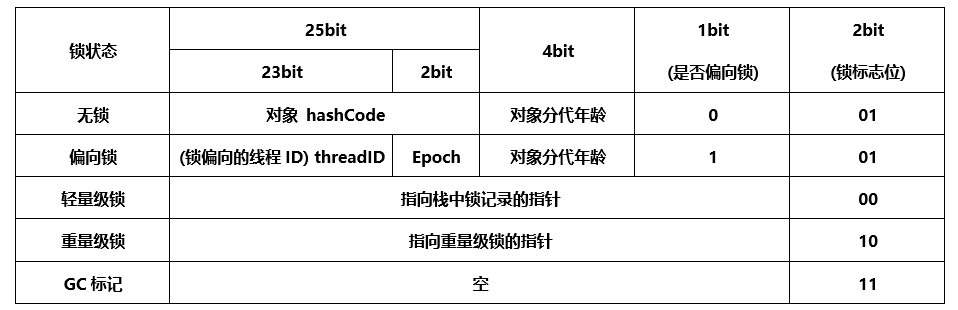 锁状态
25bit
4bit
1bit
(是否偏向锁)
2bit
(锁标志位)
23bit
2bit
无锁
对象 hashCode
对象分代年龄
0
01
偏向锁
(锁偏向的线程ID) threadID
Epoch
对象分代年龄
1
01
轻量级锁
指向栈中锁记录的指针
00
重量级锁
指向重量级锁的指针
10
GC标记
空
11